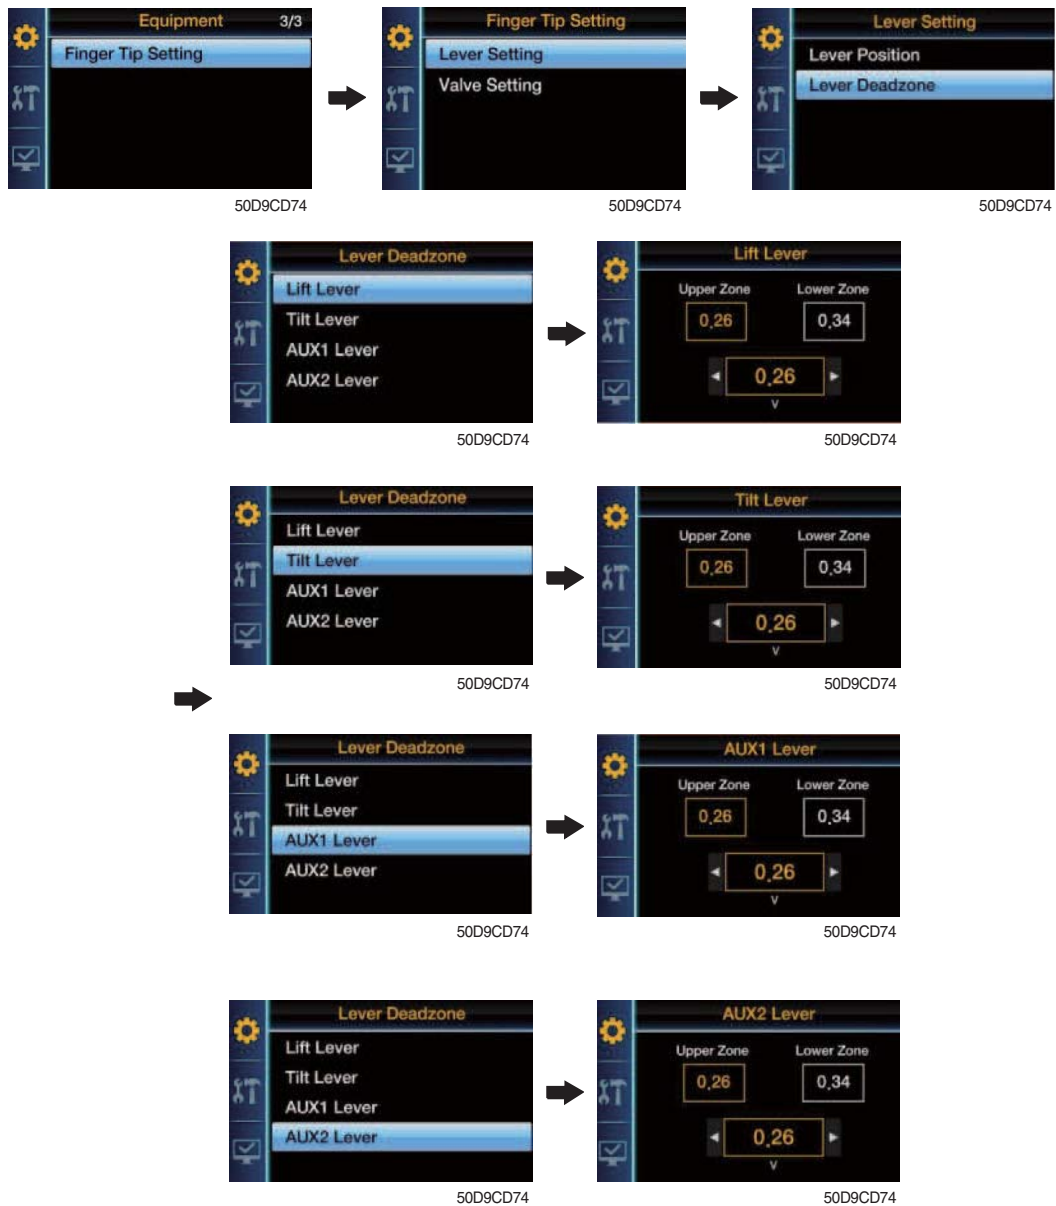 Equipment 3/3
Finger Tip Setting
50D9CD74
Finger Tip Setting
Lever Setting
Valve Setting
50D9CD74
Lever Setting
Lever Position
Lever Deadzone
50D9CD74
Lever Deadzone
Lift Lever
Tilt Lever
AUX1 Lever
AUX2 Lever
50D9CD74
Lift Lever
Upper Zone Lower Zone
0.26 0.34
0.26
V
50D9CD74
Lever Deadzone
Lift Lever
Tilt Lever
AUX1 Lever
AUX2 Lever
50D9CD74
Tilt Lever
Upper Zone Lower Zone
0.26 0.34
0.26
V
50D9CD74
Lever Deadzone
Lift Lever
Tilt Lever
AUX1 Lever
AUX2 Lever
50D9CD74
AUX1 Lever
Upper Zone Lower Zone
0.26 0.34
0.26
V
50D9CD74
Lever Deadzone
Lift Lever
Tilt Lever
AUX1 Lever
AUX2 Lever
50D9CD74
AUX2 Lever
Upper Zone Lower Zone
0.26 0.34
0.26
V
50D9CD74